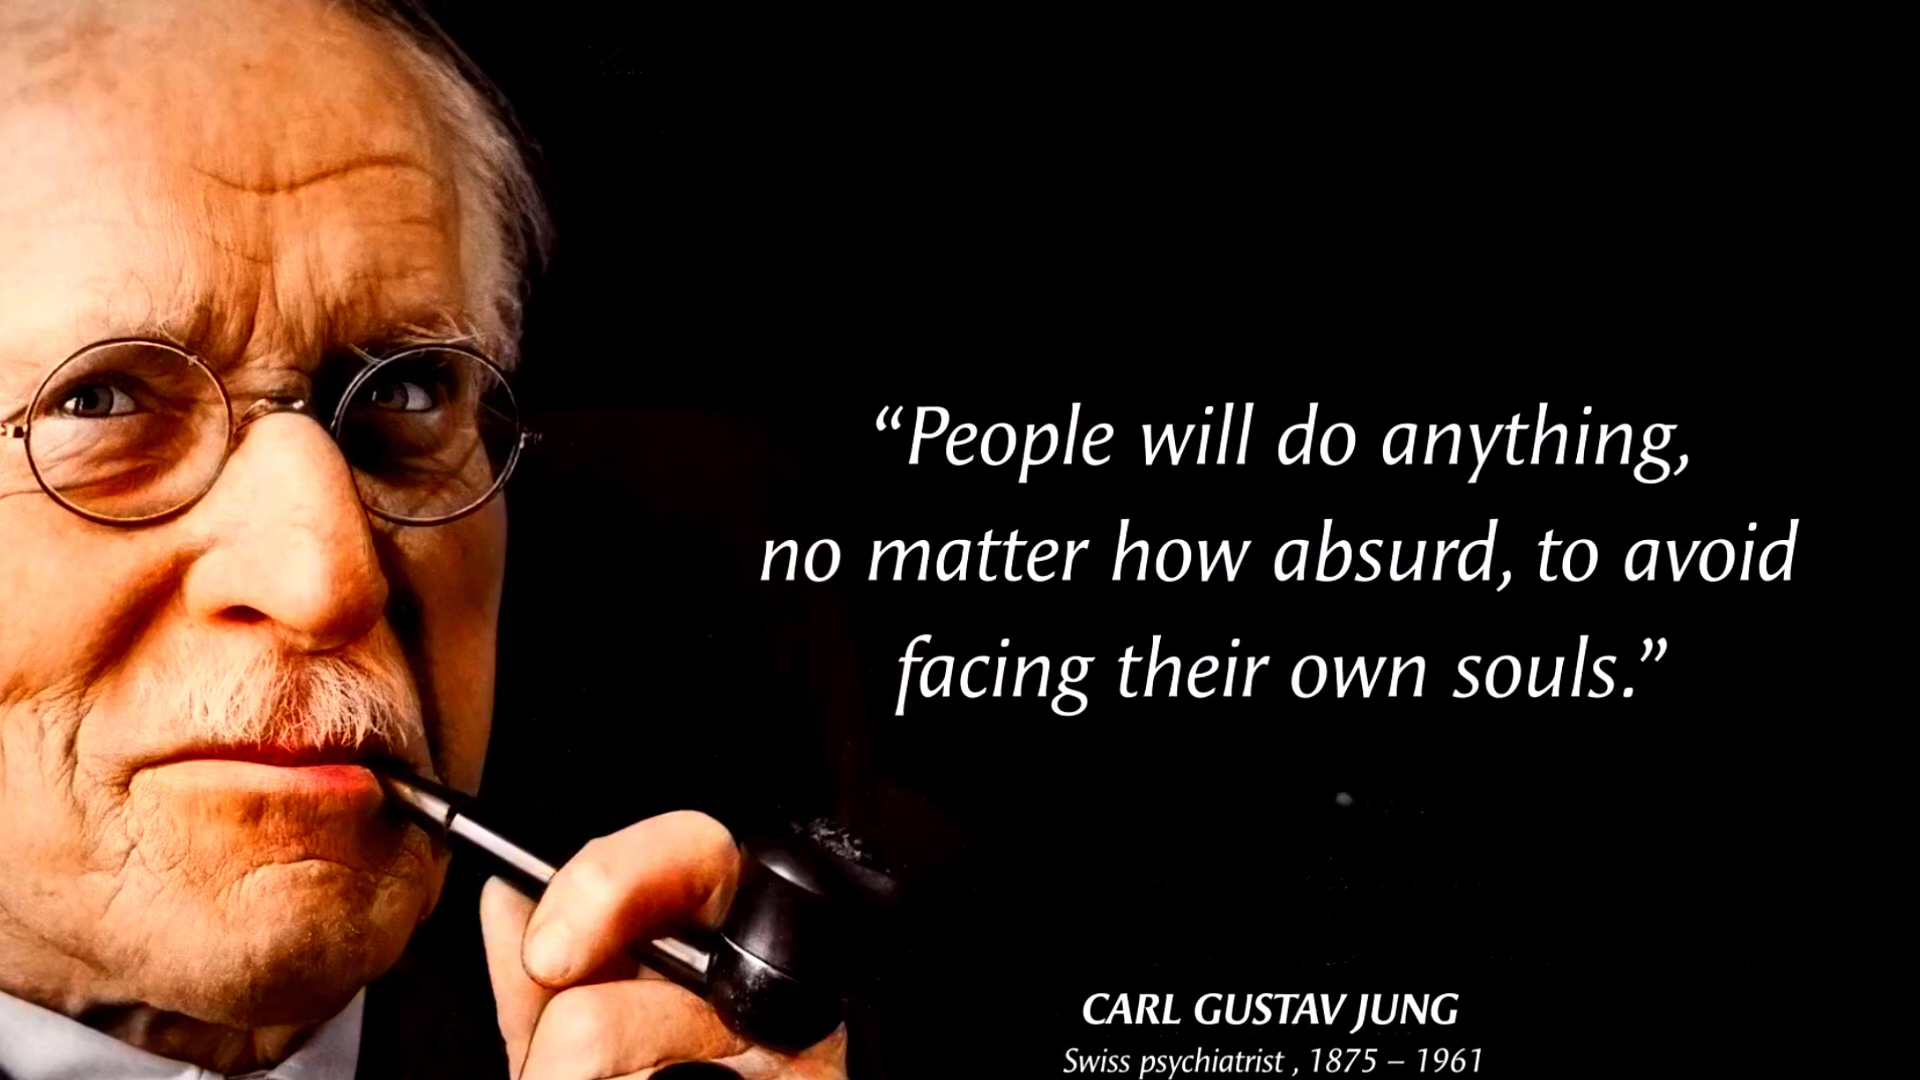 “People will do anything,
no matter how absurd, to avoid
facing their own souls.”
CARL GUSTAV JUNG
Swiss psychiatrist , 1875 – 1961